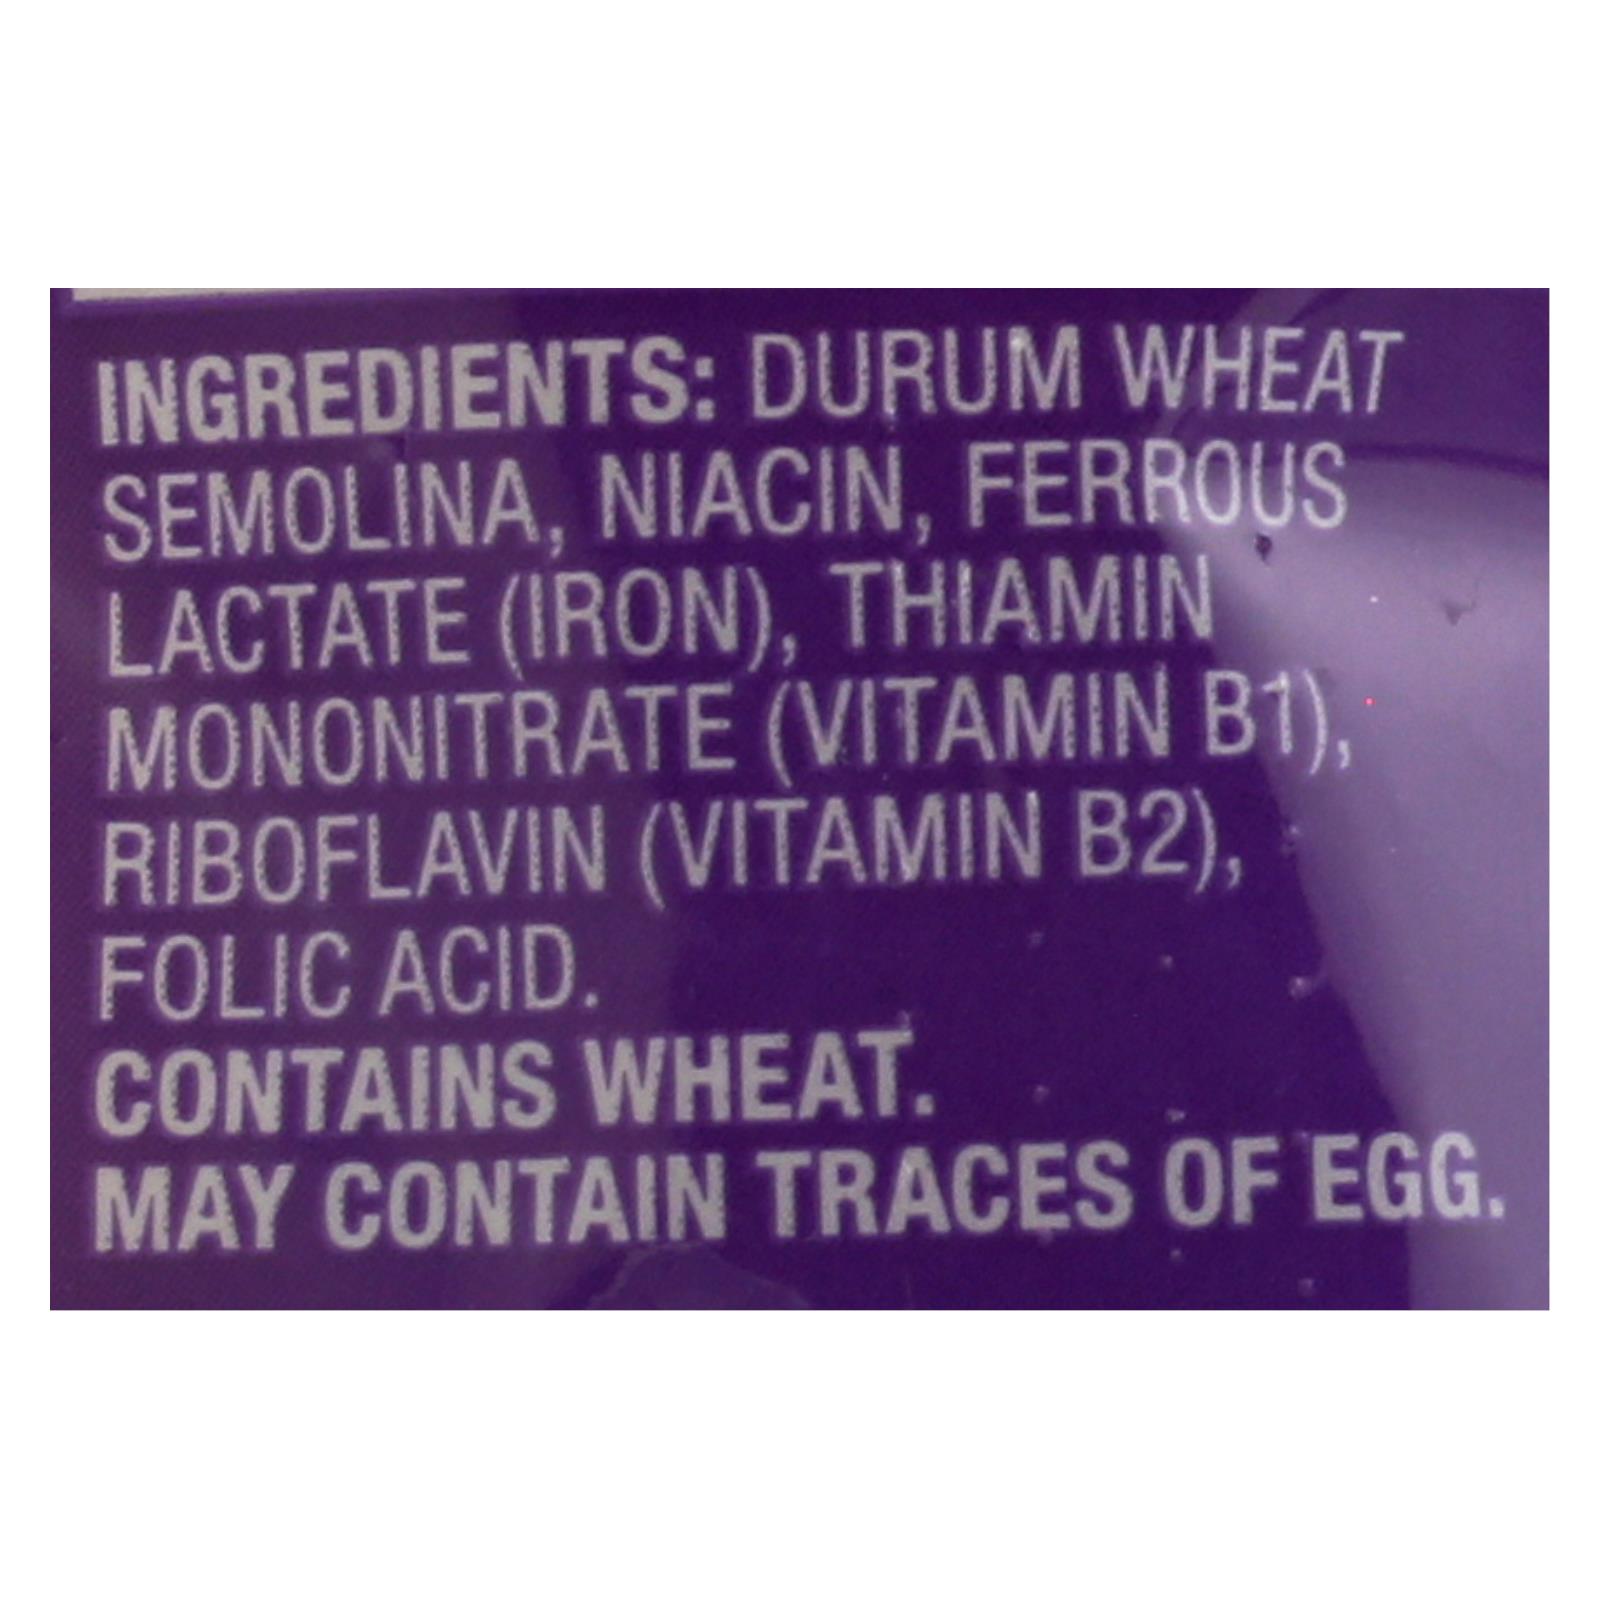 INGREDIENTS: DURUM WHEAT
SEMOLINA, NIACIN, FERROUS
LACTATE (IRON), THIAMIN
MONONITRATE (VITAMIN B1),
RIBOFLAVIN (VITAMIN B2),
FOLIC ACID.
CONTAINS WHEAT.
MAY CONTAIN TRACES OF EGG.